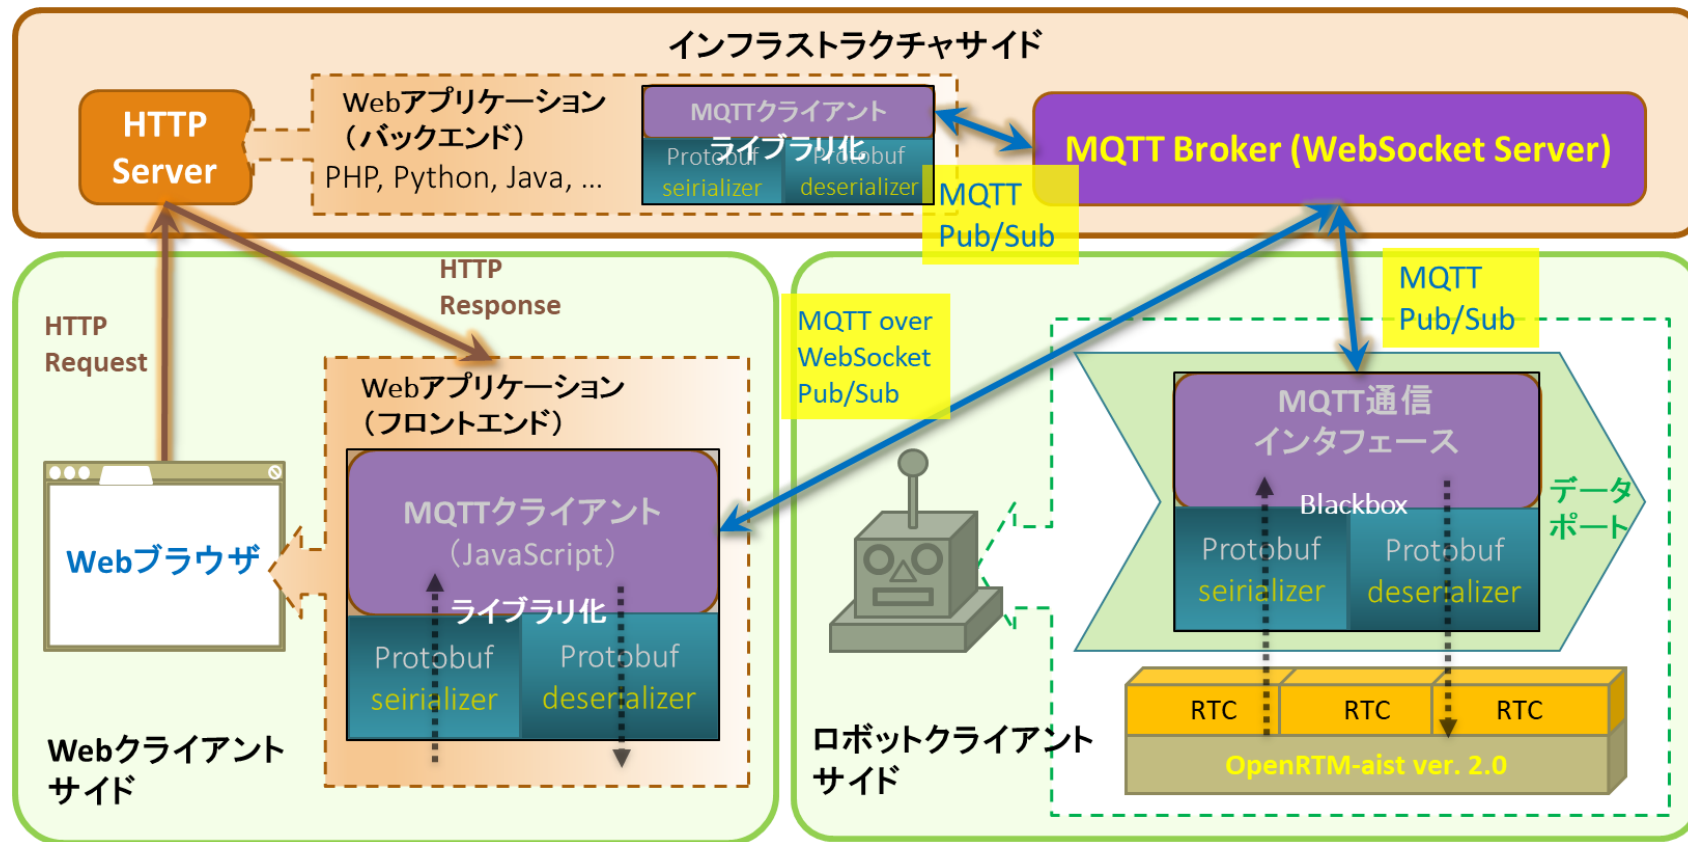 インフラストラクチャサイド
HTTP
Server
Webアプリケーション
（バックエンド）
PHP, Python, Java, ...
MQTTクライアント
ライブラリ化
Protobuf
seirializer
Protobuf
deserializer
MQTT Broker (WebSocket Server)
MQTT
Pub/Sub
HTTP
Request
HTTP
Response
MQTT over
WebSocket
Pub/Sub
MQTT
Pub/Sub
Webアプリケーション
（フロントエンド）
MQTTクライアント
（JavaScript）
ライブラリ化
Protobuf
seirializer
Protobuf
deserializer
Webブラウザ
Webクライアント
サイド
MQTT通信
インタフェース
Blackbox
Protobuf
seirializer
Protobuf
deserializer
データ
ポート
RTC
RTC
RTC
OpenRTM-aist ver. 2.0
ロボットクライアント
サイド